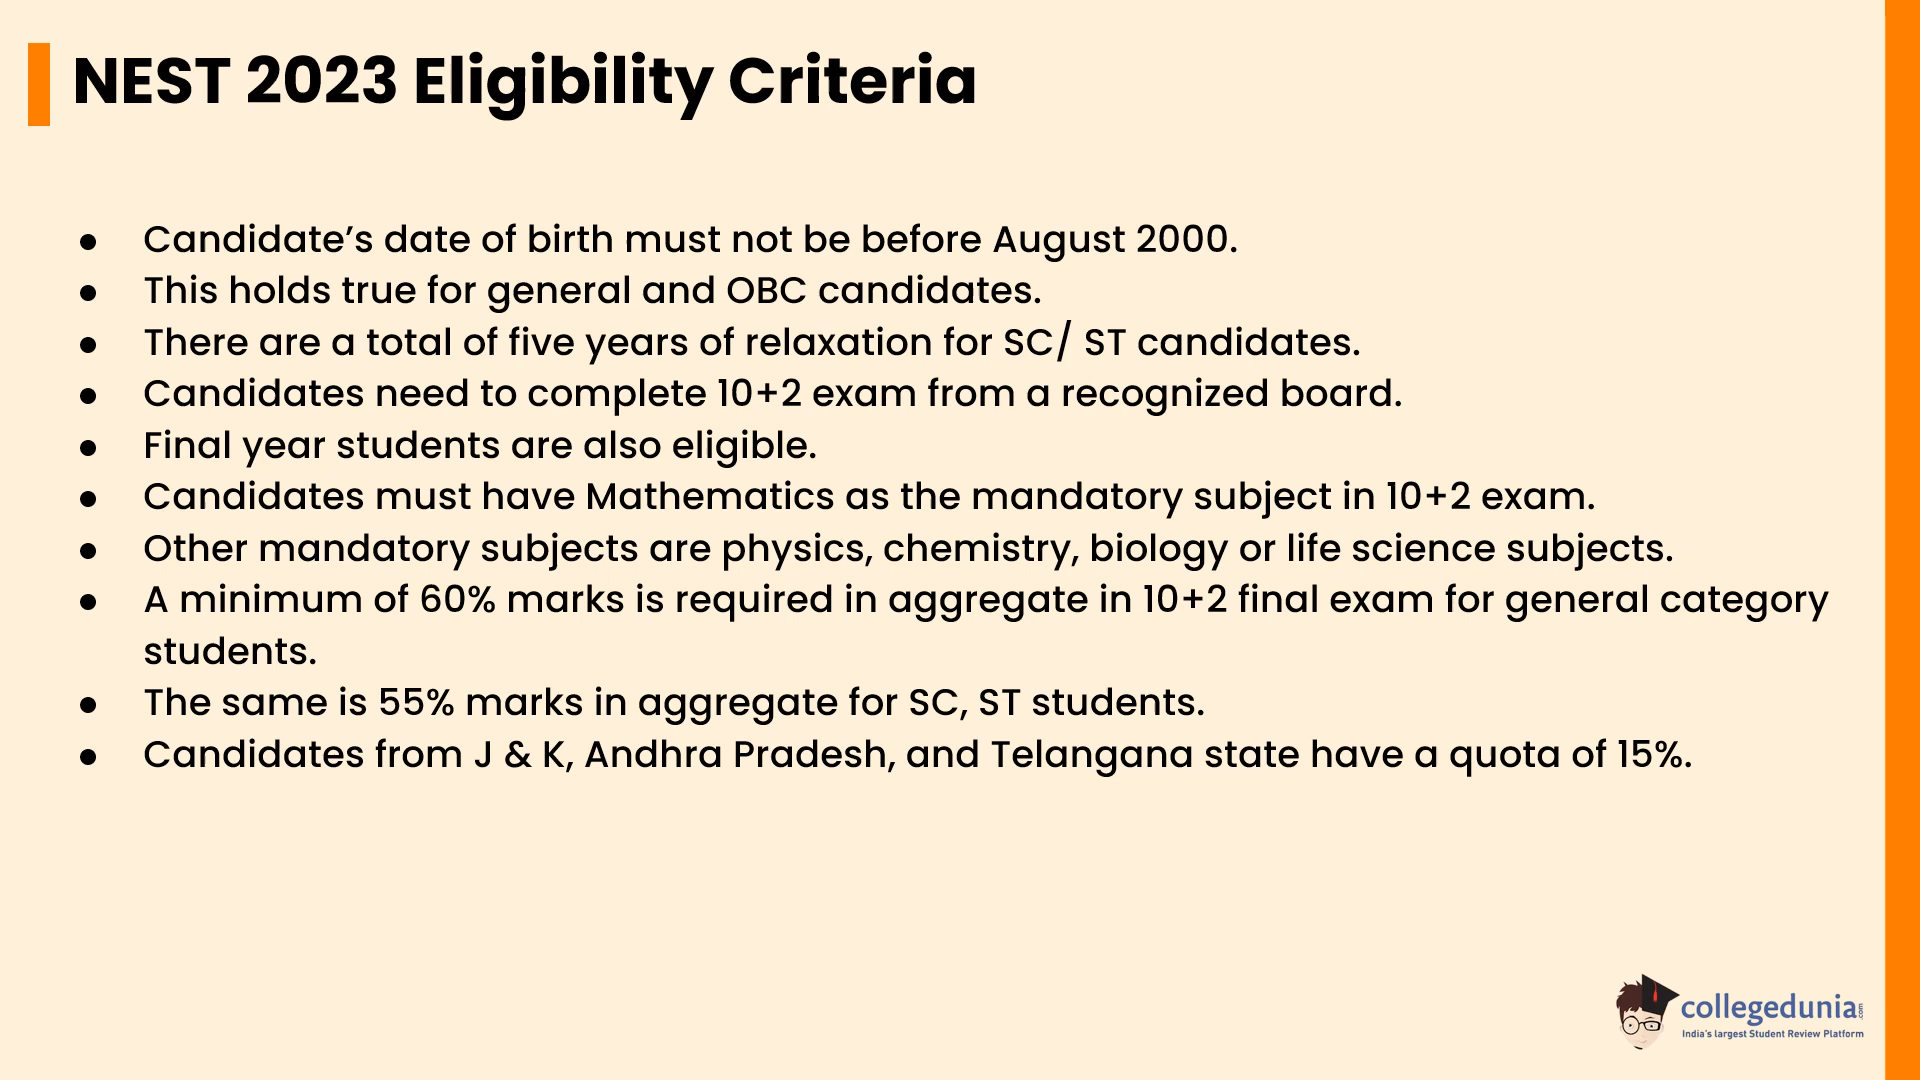 NEST 2023 Eligibility Criteria
● Candidate’s date of birth must not be before August 2000.
● This holds true for general and OBC candidates.
● There are a total of five years of relaxation for SC/ ST candidates.
● Candidates need to complete 10+2 exam from a recognized board.
● Final year students are also eligible.
● Candidates must have Mathematics as the mandatory subject in 10+2 exam.
● Other mandatory subjects are physics, chemistry, biology or life science subjects.
● A minimum of 60% marks is required in aggregate in 10+2 final exam for general category
students.
● The same is 55% marks in aggregate for SC, ST students.
● Candidates from J & K, Andhra Pradesh, and Telangana state have a quota of 15%.
collegedunia.com
India's largest Student Review Platform